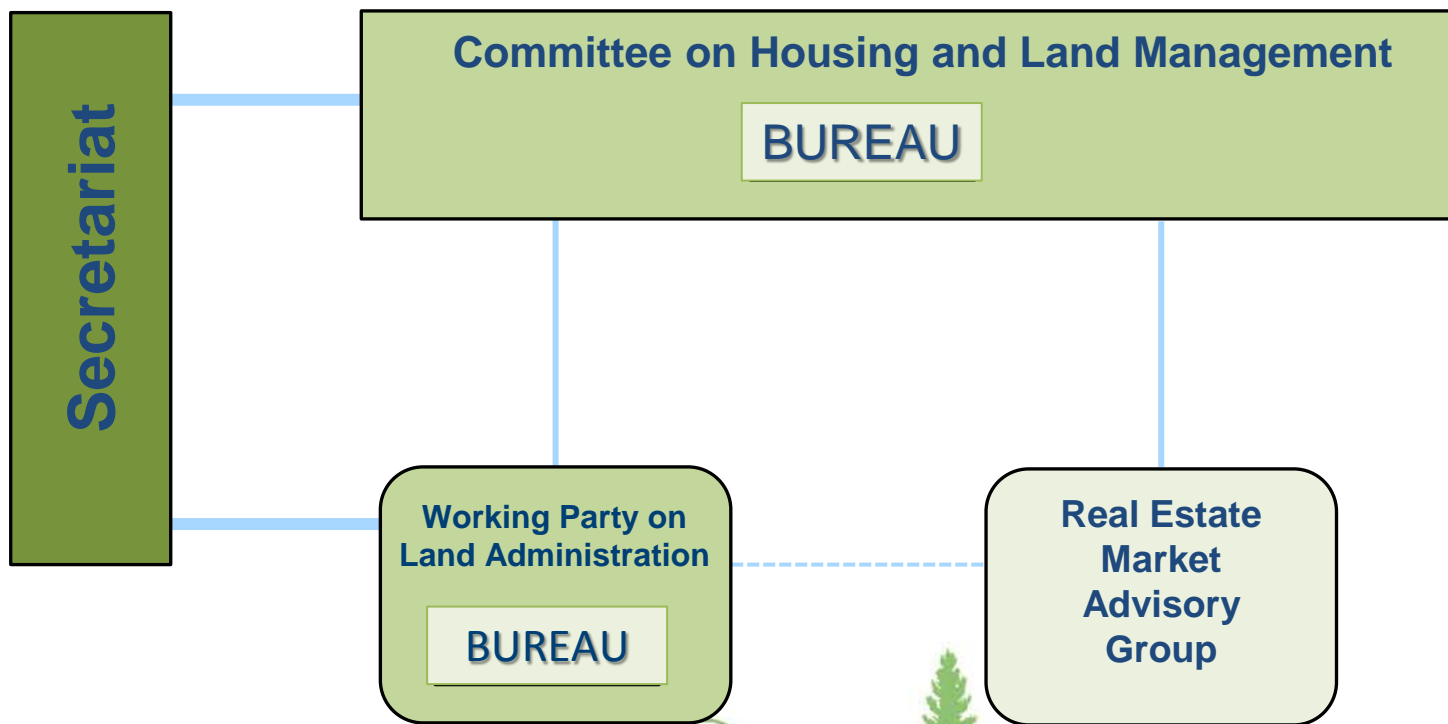 Secretariat
Committee on Housing and Land Management
BUREAU
Working Party on
Land Administration
BUREAU
Real Estate
Market
Advisory
Group